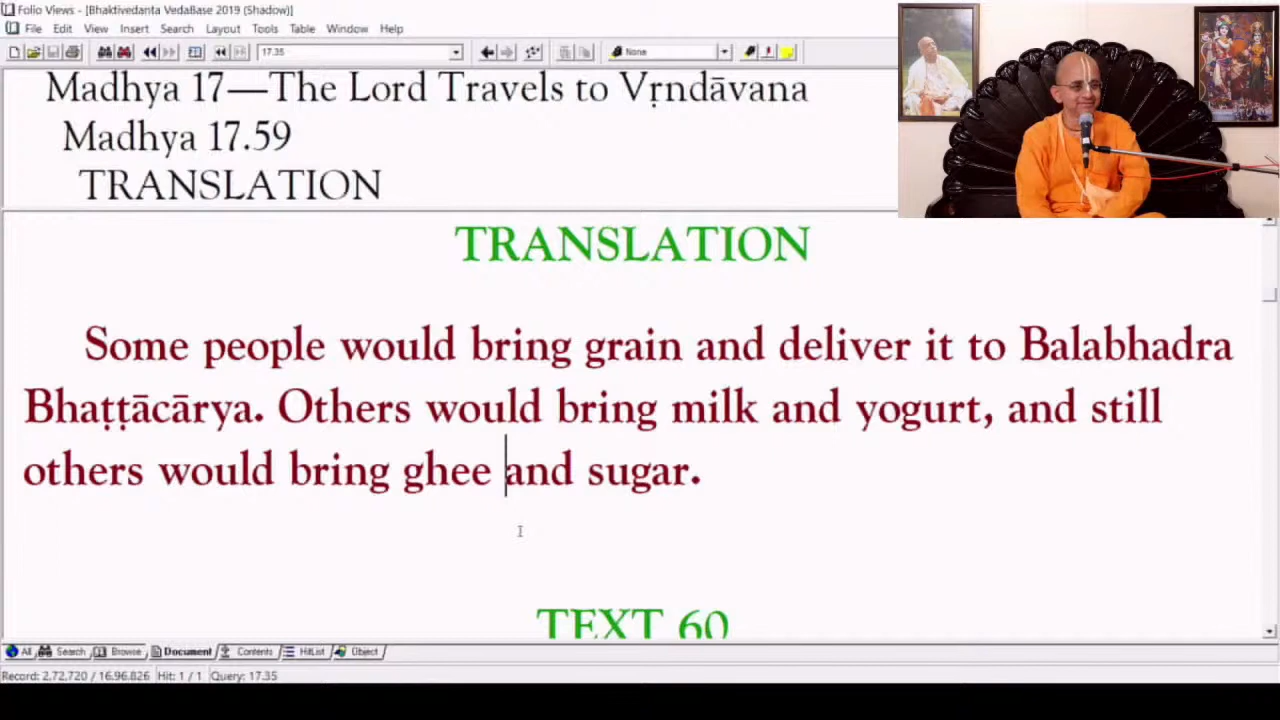 Folio Views - [Bhaktivedanta VedaBase 2019 (Shadow)]
File Edit View Insert Search Layout Tools Table Window Help
17.35 None
Madhya 17—The Lord Travels to Vṛndāvana
Madhya 17.59
TRANSLATION
TRANSLATION
Some people would bring grain and deliver it to Balabhadra
Bhaṭṭācārya. Others would bring milk and yogurt, and still
others would bring ghee and sugar.
TEXT 60
All Search Browse Document Contents HitList Object
Record: 2,72,720 / 16,96,826 Hit: 1 / 1 Query: 17.35